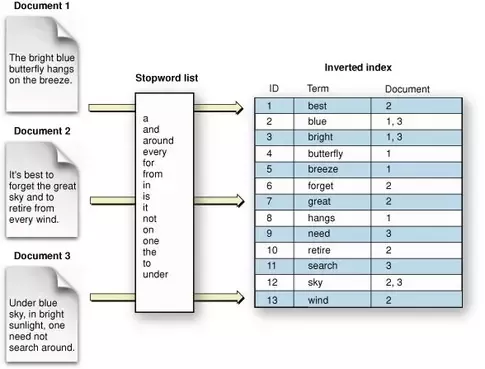 Document 1
The bright blue
butterfly hangs
on the breeze.
Document 2
It's best to
forget the great
sky and to
retire from
every wind.
Document 3
Under blue
sky, in bright
sunlight, one
need not
search around.
Stopword list
a
and
around
every
for
from
in
is
it
not
on
one
the
to
under
Inverted index
ID Term Document
1 best 2
2 blue 1, 3
3 bright 1, 3
4 butterfly 1
5 breeze 1
6 forget 2
7 great 2
8 hangs 1
9 need 3
10 retire 2
11 search 3
12 sky 2, 3
13 wind 2